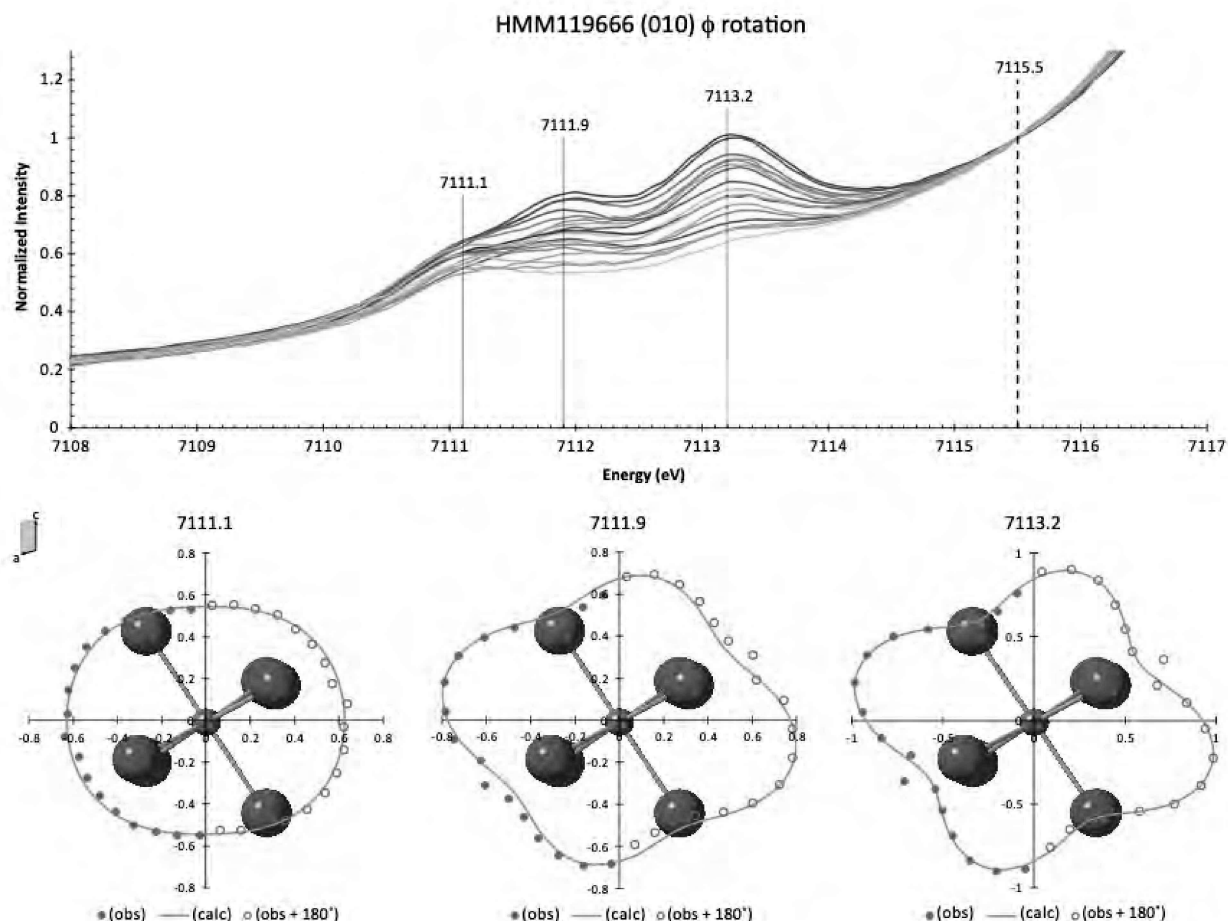 HMM119666 (010) ϕ rotation
7115.5
7113.2
7111.9
7111.1
Normalized Intensity
1.2
1
0.8
0.6
0.4
0.2
0
7108 7109 7110 7111 7112 7113 7114 7115 7116 7117
Energy (eV)
c
a
7111.1 7111.9 7113.2
0.8
0.6
0.4
0.2
-0.8 -0.6 -0.4 -0.2 0 0.2 0.4 0.6 0.8
-0.2
-0.4
-0.6
-0.8
0.8
0.6
0.4
0.2
-0.8 -0.6 -0.4 -0.2 0 0.2 0.4 0.6 0.8
-0.2
-0.4
-0.6
-0.8
1
0.5
-1 -0.5 0 0.5 1
-0.5
-1
(obs) (calc) (obs + 180˚) (obs) (calc) (obs + 180˚) (obs) (calc) (obs + 180˚)